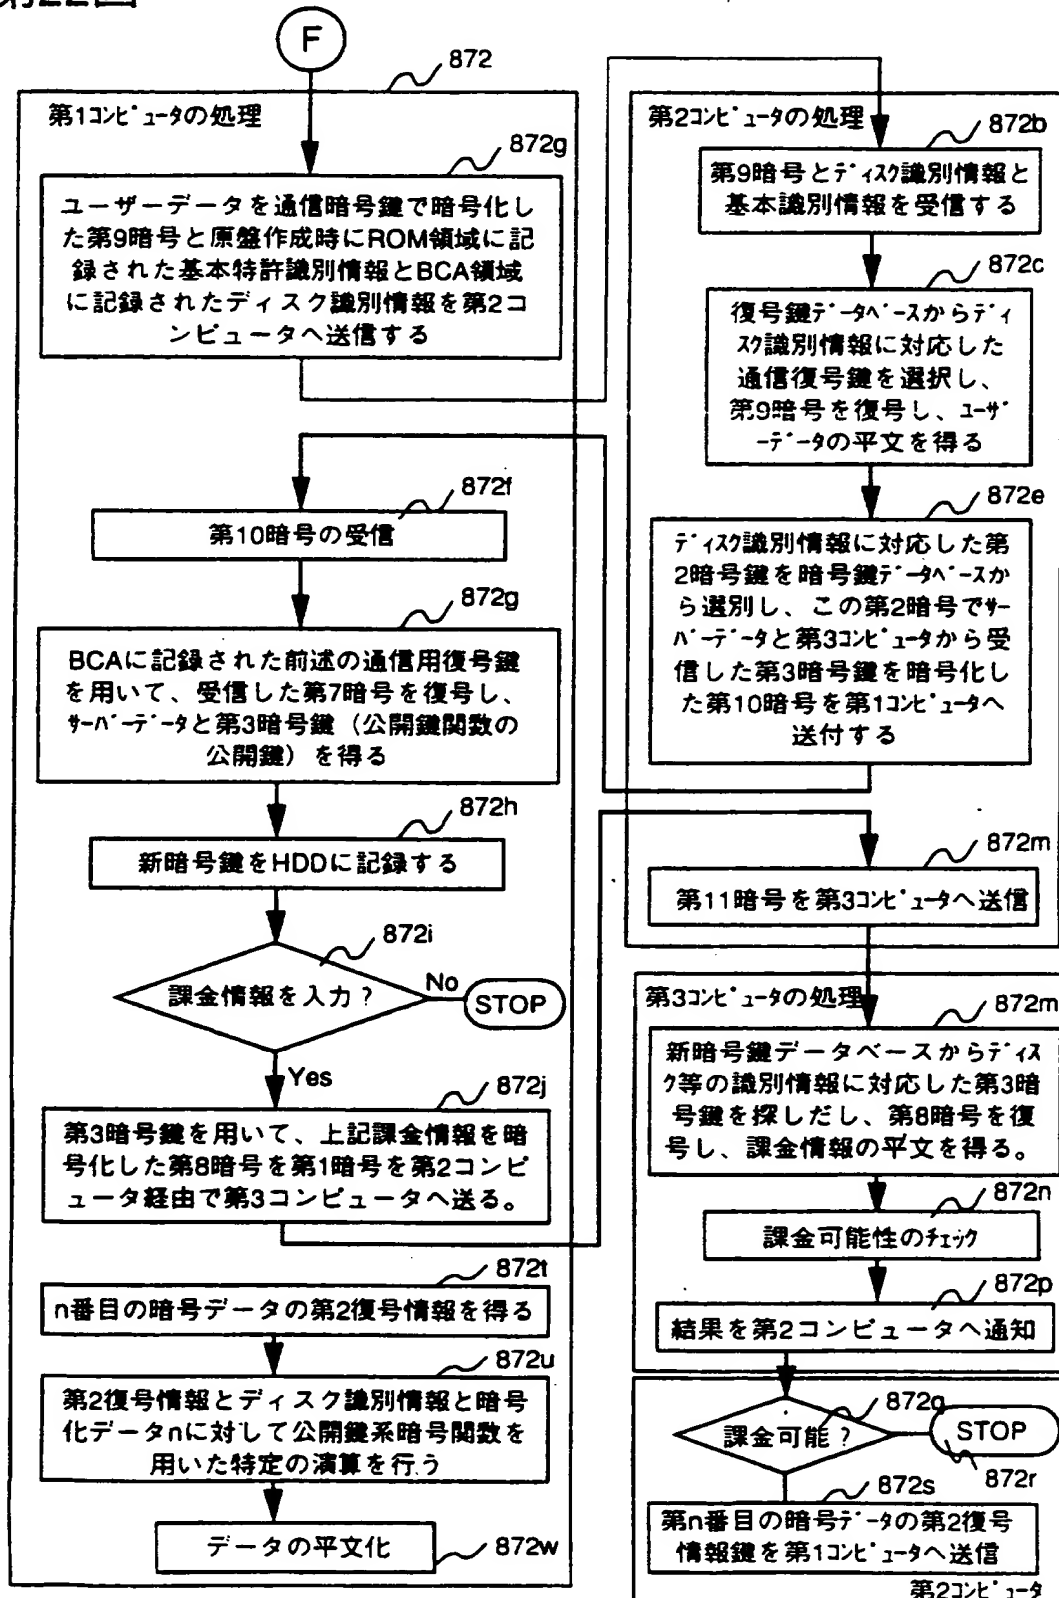 第22図
F
872
第1コンピュータの処理
872g
ユーザーデータを通信暗号鍵で暗号化し
た第9暗号と原盤作成時にROM領域に記
録された基本特許識別情報とBCA領域
に記録されたディスク識別情報を第2コ
ンピュータへ送信する
872f
第10暗号の受信
872g
BCAに記録された前述の通信用復号鍵
を用いて、受信した第7暗号を復号し、
サーバーデータと第3暗号鍵（公開鍵関数の
公開鍵）を得る
872h
新暗号鍵をHDDに記録する
872i
課金情報を入力？
No
STOP
Yes
872j
第3暗号鍵を用いて、上記課金情報を暗
号化した第8暗号を第1暗号を第2コンピ
ュータ経由で第3コンピュータへ送る。
872t
n番目の暗号データの第2復号情報を得る
872u
第2復号情報とディスク識別情報と暗号
化データnに対して公開鍵系暗号関数を
用いた特定の演算を行う
データの平文化
872w
第2コンピュータの処理
872b
第9暗号とディスク識別情報と
基本識別情報を受信する
872c
復号鍵データベースからディ
スク識別情報に対応した
通信復号鍵を選択し、
第9暗号を復号し、ユーザ
ーデータの平文を得る
872e
ディスク識別情報に対応した第
2暗号鍵を暗号鍵データベースか
ら選別し、この第2暗号でサー
バーデータと第3コンピュータから受
信した第3暗号鍵を暗号化し
た第10暗号を第1コンピュータへ
送付する
872m
第11暗号を第3コンピュータへ送信
第3コンピュータの処理
872m
新暗号鍵データベースからディス
ク等の識別情報に対応した第3暗
号鍵を探しだし、第8暗号を復
号し、課金情報の平文を得る。
872n
課金可能性のチェック
872p
結果を第2コンピュータへ通知
872q
課金可能？
STOP
872r
872s
第n番目の暗号データの第2復号
情報鍵を第1コンピュータへ送信
第2コンピュータ